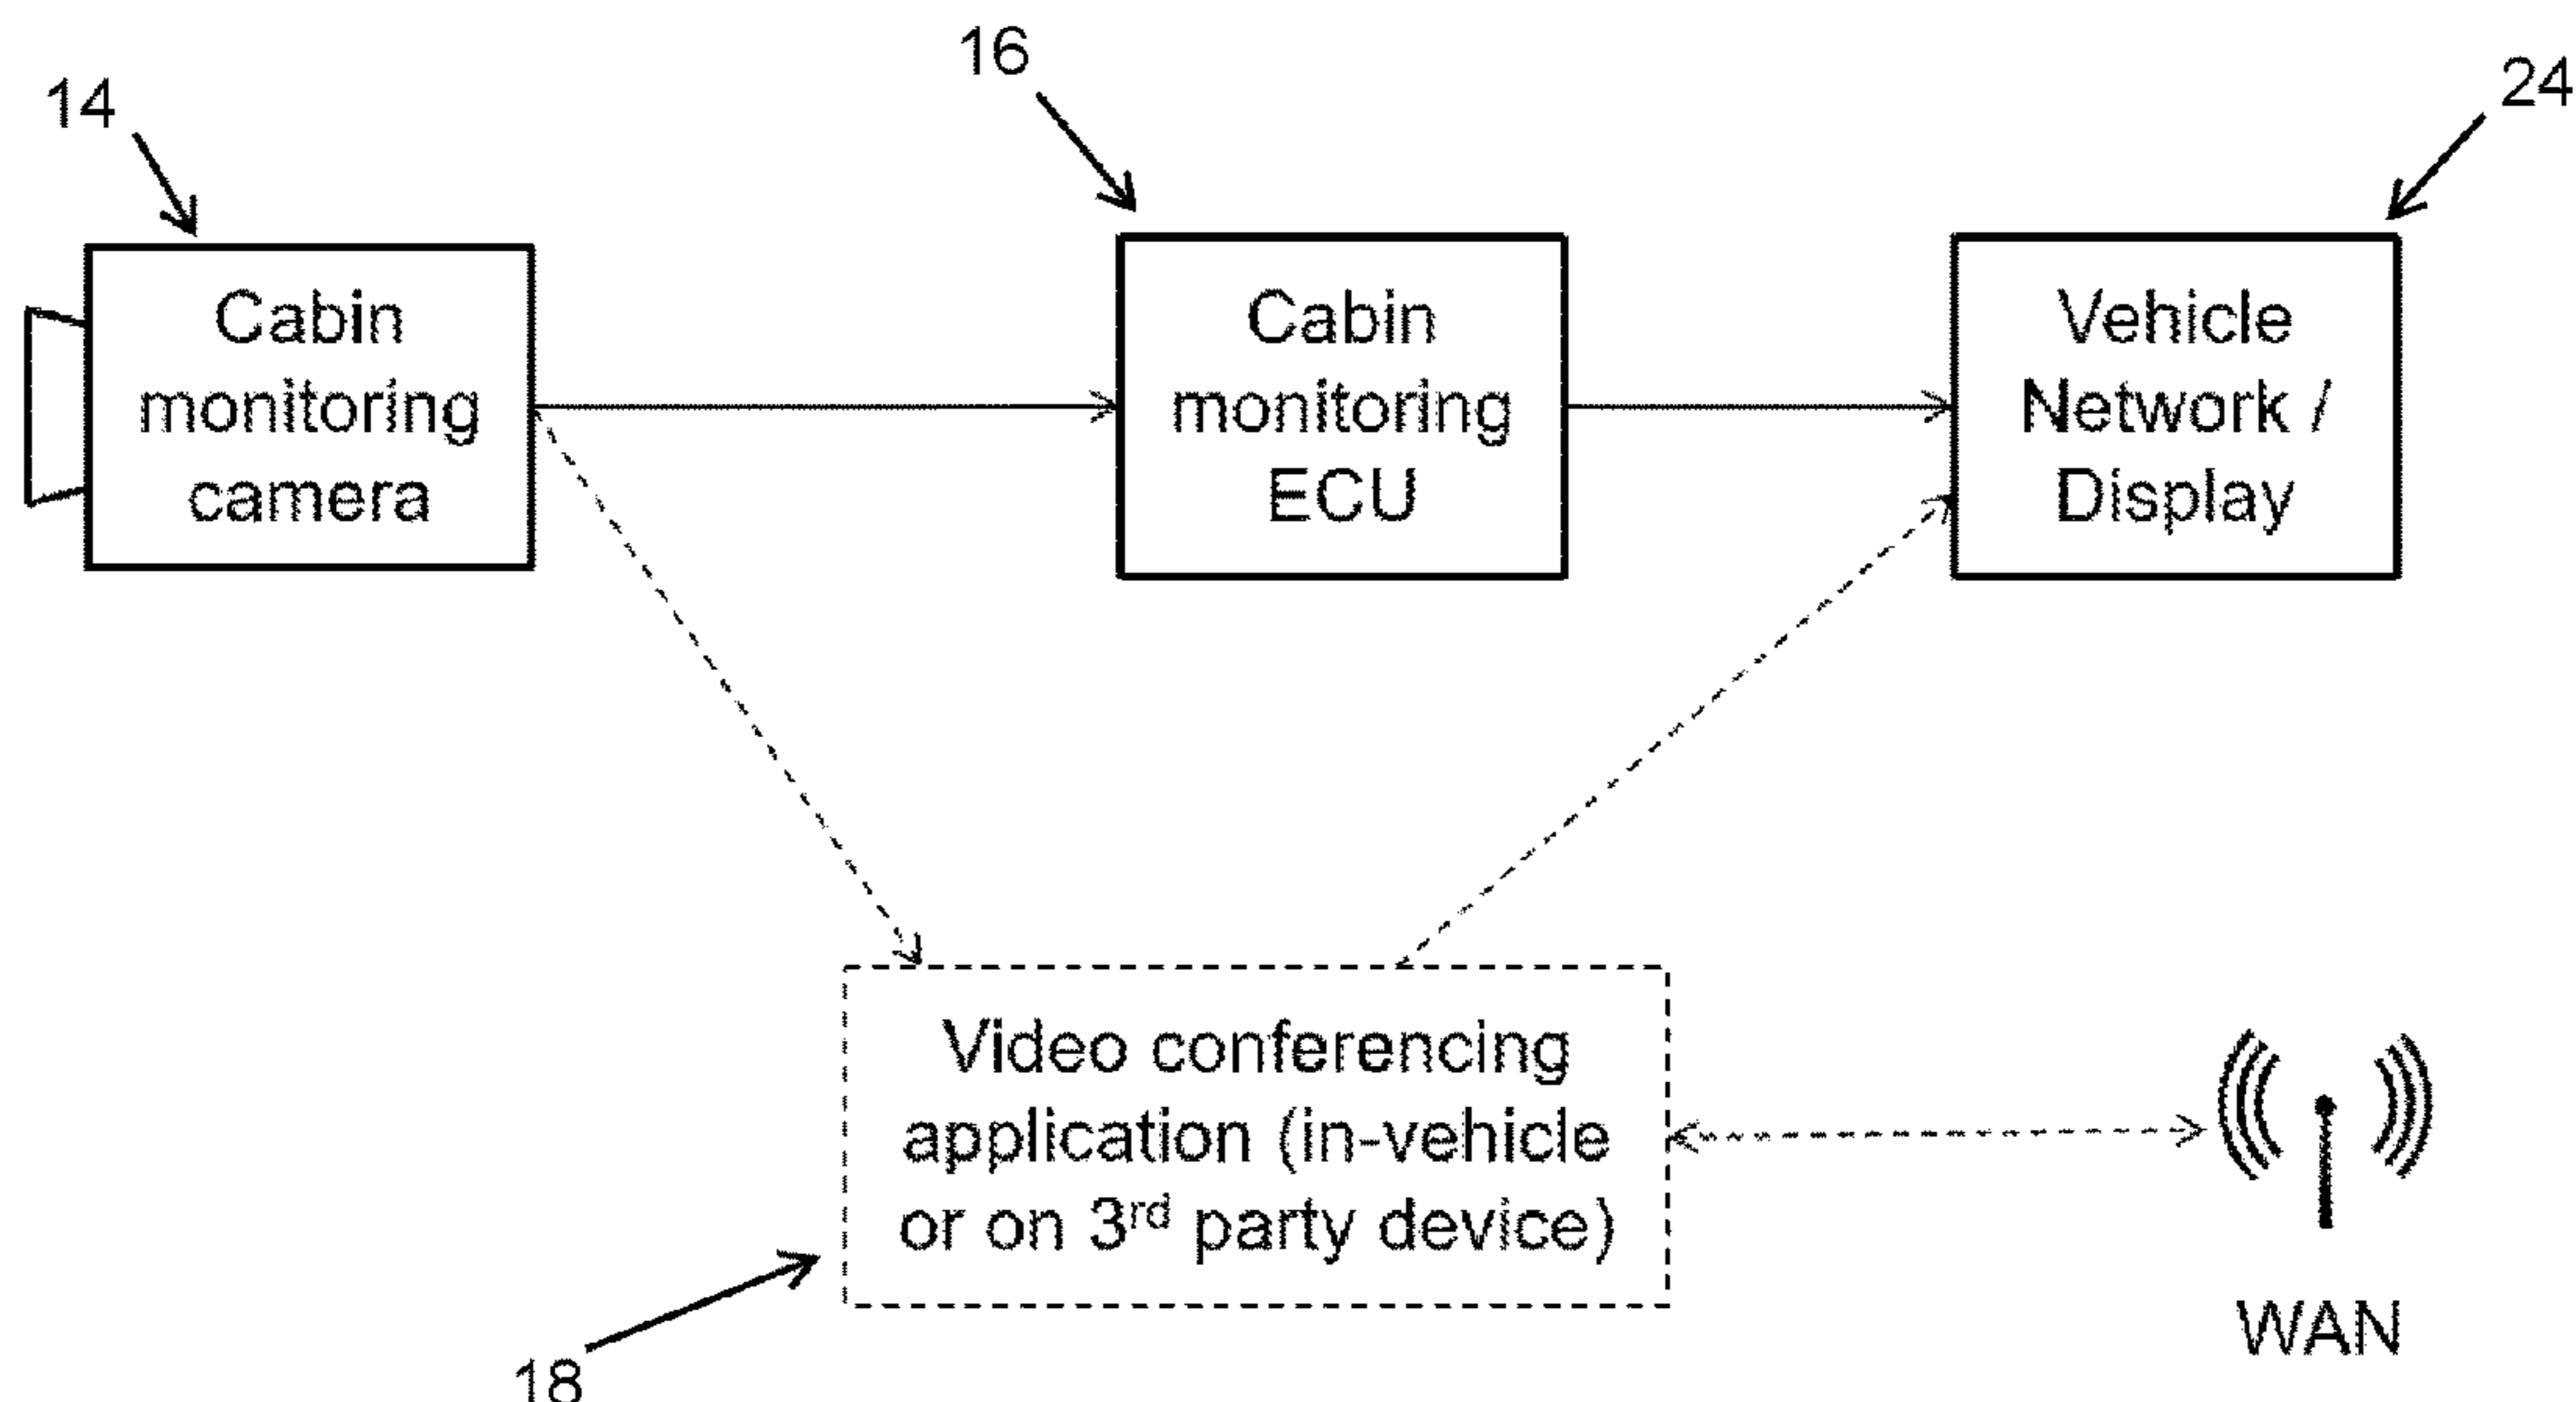 14
16
24
Cabin
monitoring
camera
Cabin
monitoring
ECU
Vehicle
Network /
Display
Video conferencing
application (in-vehicle
or on 3rd party device)
18
WAN